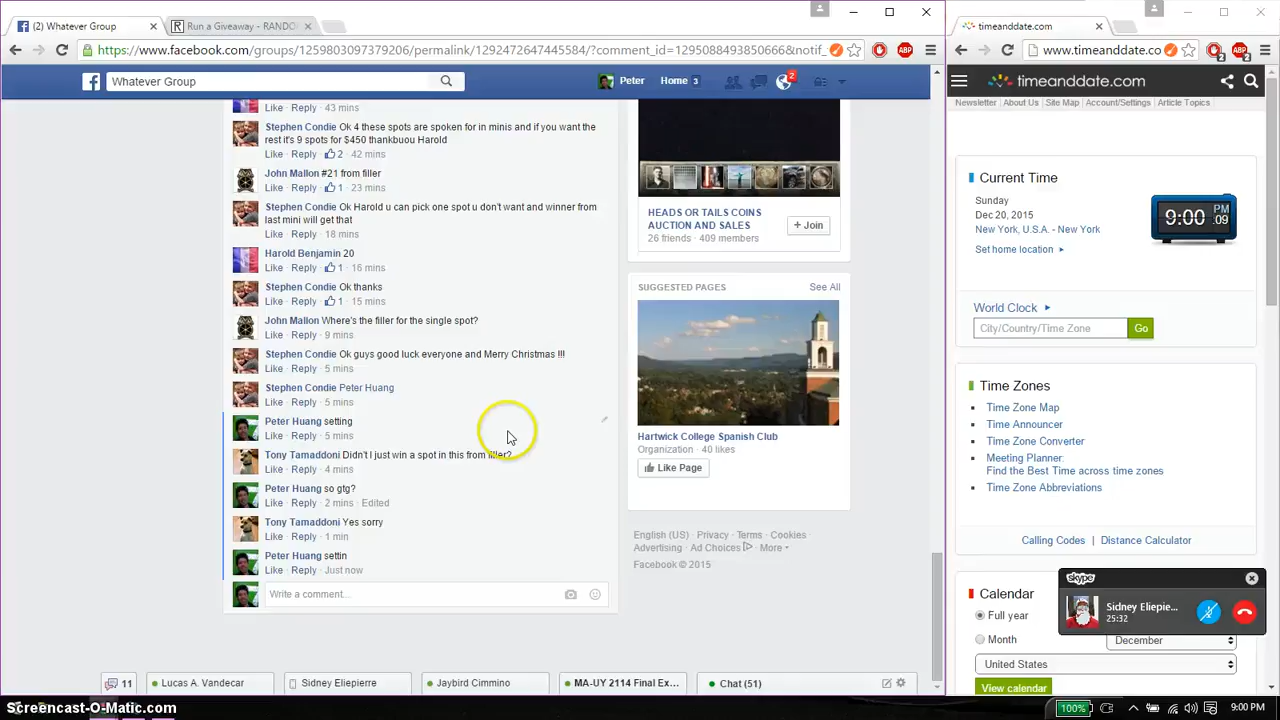 (2) Whatever Group
Run a Giveaway - RANDO
timeanddate.com
https://www.facebook.com/groups/1259803097379206/permalink/1292472647445584/?comment_id=1295088493850666&notif_
www.timeanddate.co
Whatever Group
Peter
Home 3
2
timeanddate.com
Newsletter
About Us
Site Map
Account/Settings
Article Topics
Like · Reply · 43 mins
Stephen Condie Ok 4 these spots are spoken for in minis and if you want the
rest it's 9 spots for $450 thankbuou Harold
Like · Reply · 2 · 42 mins
John Mallon #21 from filler
Like · Reply · 1 · 23 mins
Stephen Condie Ok Harold u can pick one spot u don't want and winner from
last mini will get that
Like · Reply · 18 mins
Harold Benjamin 20
Like · Reply · 1 · 16 mins
Stephen Condie Ok thanks
Like · Reply · 1 · 15 mins
John Mallon Where's the filler for the single spot?
Like · Reply · 9 mins
Stephen Condie Ok guys good luck everyone and Merry Christmas !!!
Like · Reply · 5 mins
Stephen Condie Peter Huang
Like · Reply · 5 mins
Peter Huang setting
Like · Reply · 5 mins
Tony Tamaddoni Didn't I just win a spot in this from filler?
Like · Reply · 4 mins
Peter Huang so gtg?
Like · Reply · 2 mins · Edited
Tony Tamaddoni Yes sorry
Like · Reply · 1 min
Peter Huang settin
Like · Reply · Just now
Write a comment...
HEADS OR TAILS COINS
AUCTION AND SALES
26 friends · 409 members
+ Join
SUGGESTED PAGES
See All
Hartwick College Spanish Club
Organization · 40 likes
Like Page
English (US) · Privacy · Terms · Cookies ·
Advertising · Ad Choices · More
Facebook © 2015
Current Time
Sunday
Dec 20, 2015
New York, U.S.A. - New York
Set home location
9:00 PM 09
World Clock
City/Country/Time Zone
Go
Time Zones
Time Zone Map
Time Announcer
Time Zone Converter
Meeting Planner:
Find the Best Time across time zones
Time Zone Abbreviations
Calling Codes | Distance Calculator
Calendar
Full year
Month
December
United States
View calendar
skype
Sidney Eliepie...
25:32
11
Lucas A. Vandecar
Sidney Eliepierre
Jaybird Cimmino
MA-UY 2114 Final Ex...
Chat (51)
Screencast-O-Matic.com
100%
9:00 PM